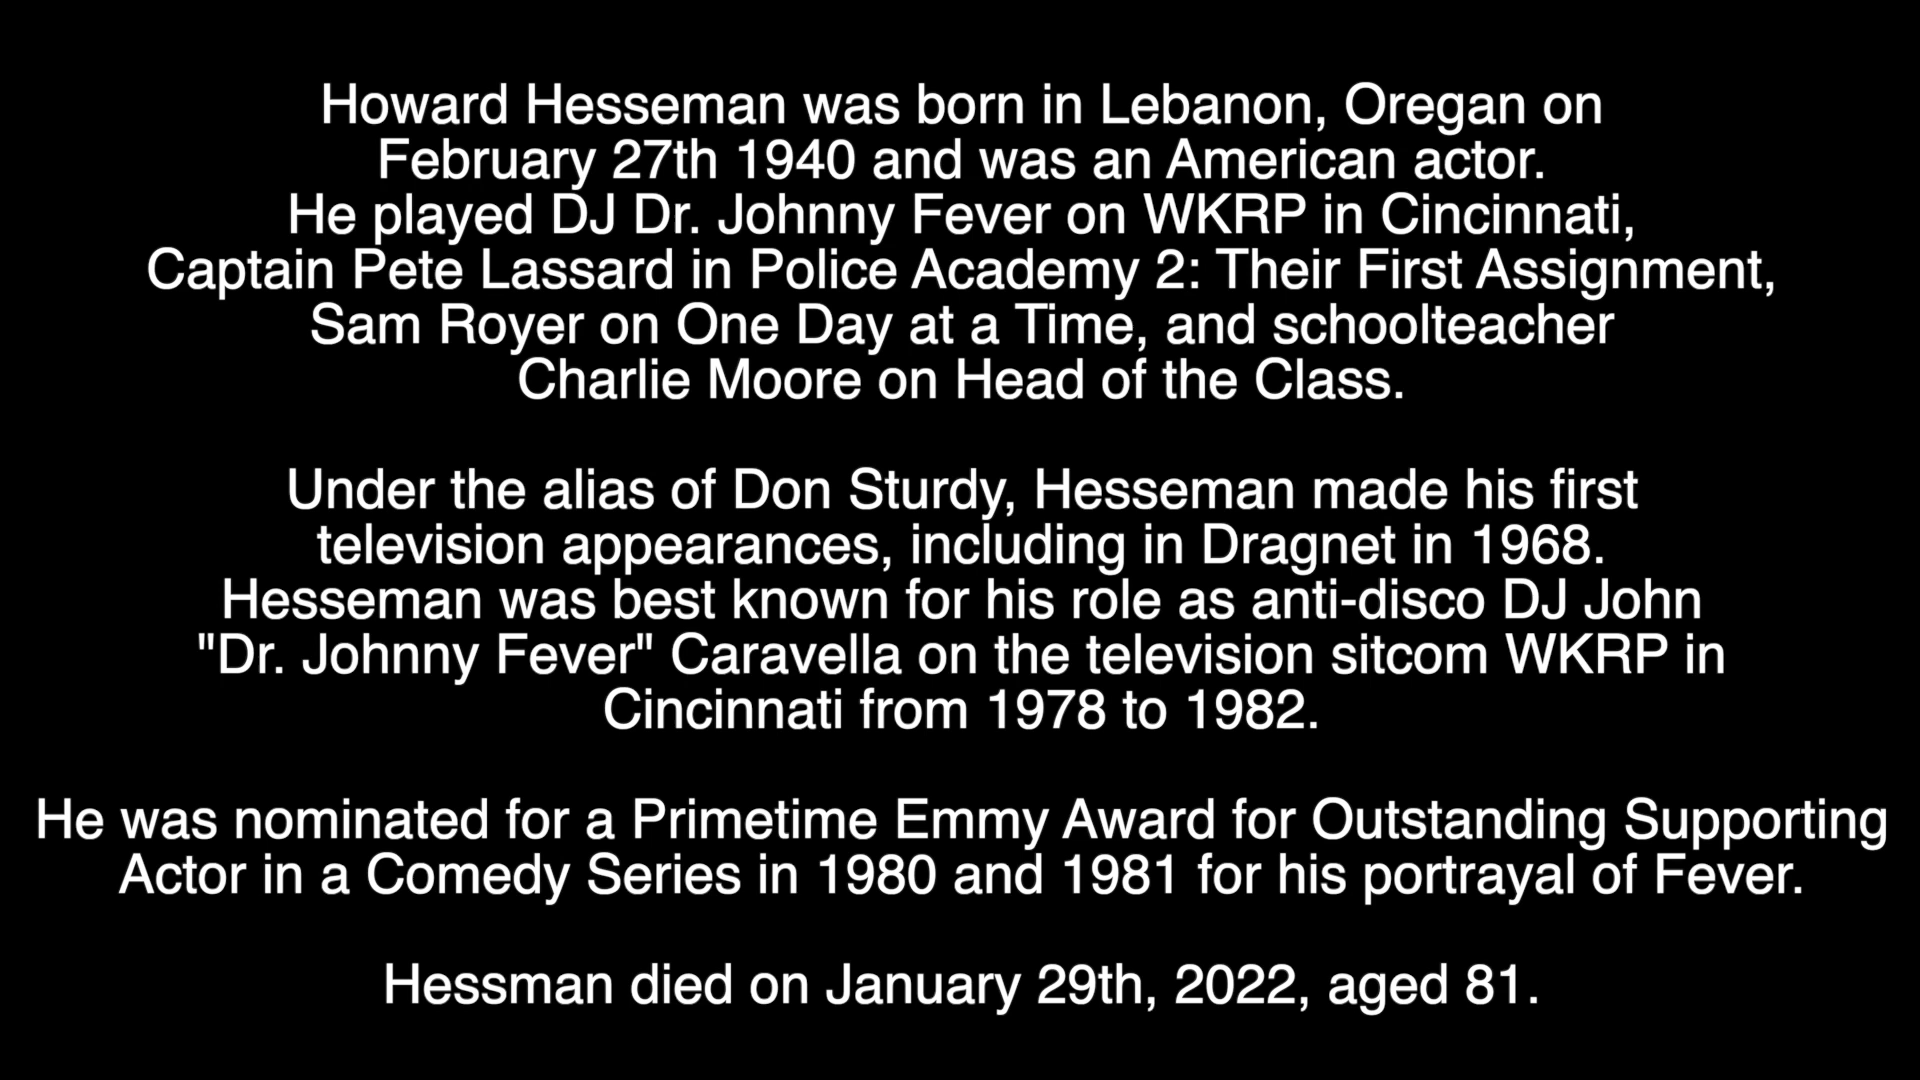 Howard Hesseman was born in Lebanon, Oregan on
February 27th 1940 and was an American actor.
He played DJ Dr. Johnny Fever on WKRP in Cincinnati,
Captain Pete Lassard in Police Academy 2: Their First Assignment,
Sam Royer on One Day at a Time, and schoolteacher
Charlie Moore on Head of the Class.
Under the alias of Don Sturdy, Hesseman made his first
television appearances, including in Dragnet in 1968.
Hesseman was best known for his role as anti-disco DJ John
"Dr. Johnny Fever" Caravella on the television sitcom WKRP in
Cincinnati from 1978 to 1982.
He was nominated for a Primetime Emmy Award for Outstanding Supporting
Actor in a Comedy Series in 1980 and 1981 for his portrayal of Fever.
Hessman died on January 29th, 2022, aged 81.